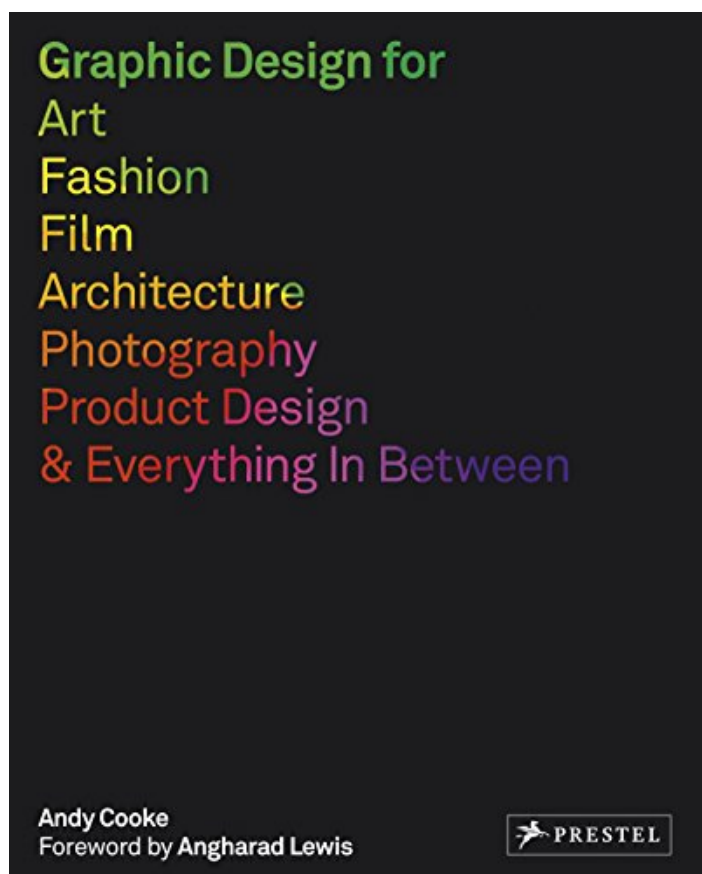 Graphic Design for
Art
Fashion
Film
Architecture
Photography
Product Design
& Everything In Between
Andy Cooke
Foreword by Angharad Lewis
PRESTEL